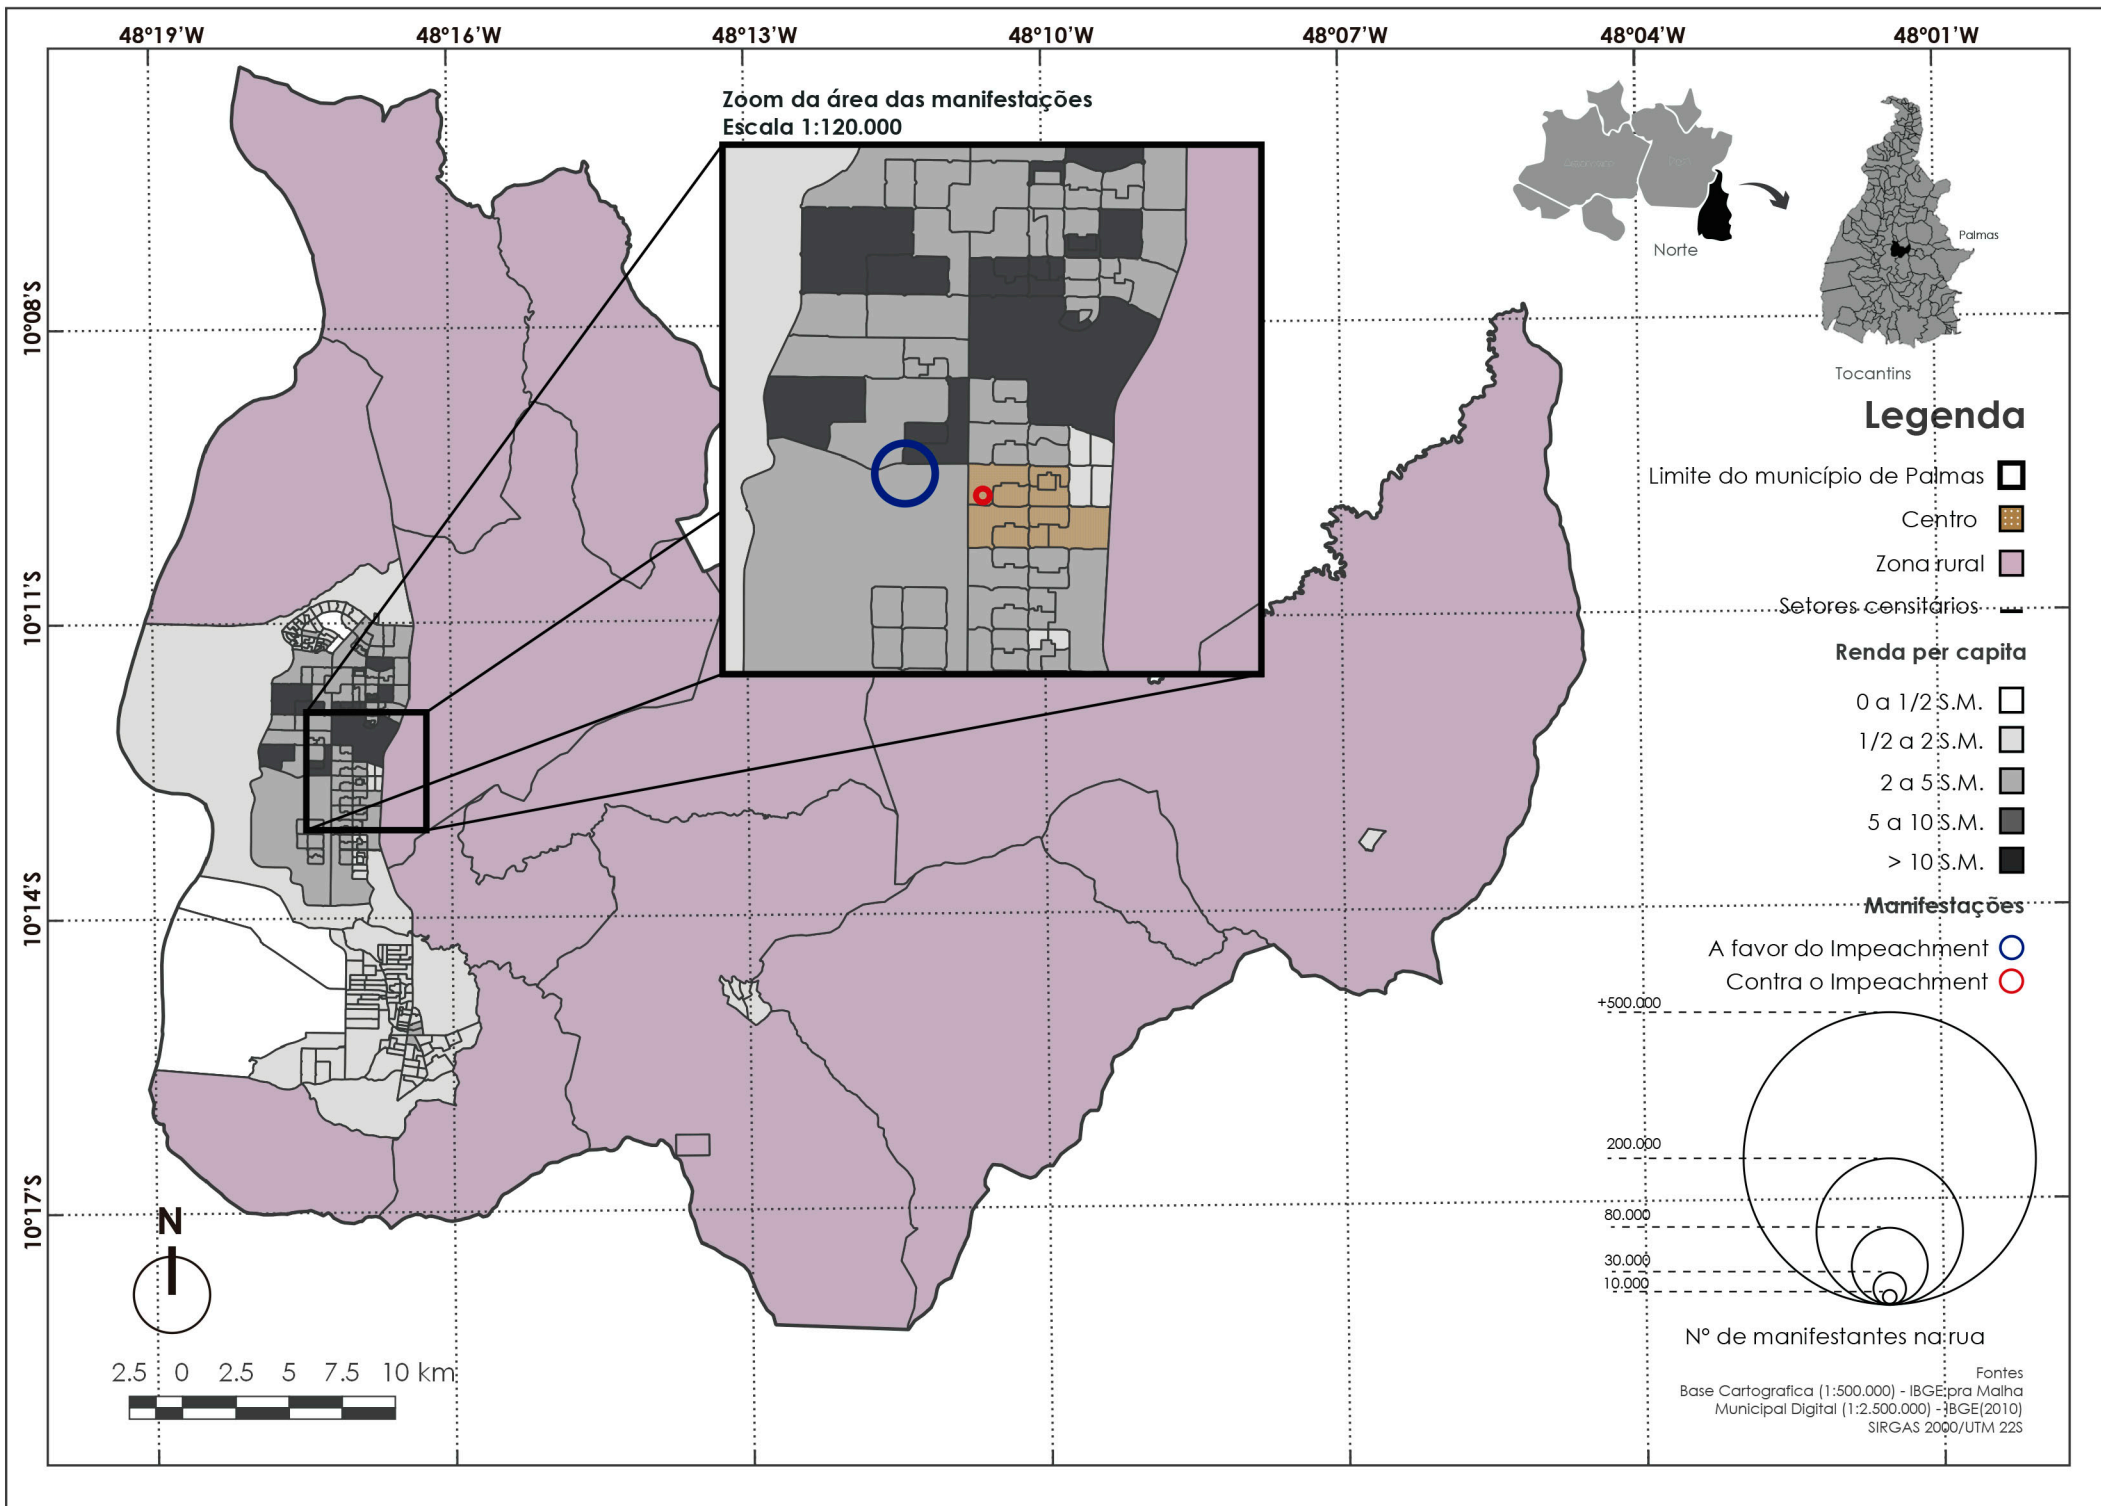 48°19’W 48°16’W 48°13’W 48°10’W 48°07’W 48°04’W 48°01’W
Zoom da área das manifestações
Escala 1:120.000
10°08’S
10°11’S
10°14’S
10°17’S
Norte
Palmas
Tocantins
Legenda
Limite do município de Palmas
Centro
Zona rural
Setores censitários
Renda per capita
0 a 1/2 S.M.
1/2 a 2 S.M.
2 a 5 S.M.
5 a 10 S.M.
> 10 S.M.
Manifestações
A favor do Impeachment
Contra o Impeachment
+500.000
200.000
80.000
30.000
10.000
Nº de manifestantes na rua
N
2.5 0 2.5 5 7.5 10 km
Fontes
Base Cartografica (1:500.000) - IBGE pra Malha
Municipal Digital (1:2.500.000) - IBGE(2010)
SIRGAS 2000/UTM 22S